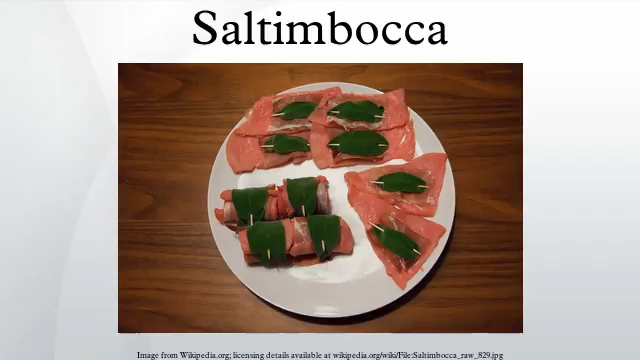 Saltimbocca
Image from Wikipedia.org; licensing details available at wikipedia.org/wiki/File:Saltimbocca_raw_829.jpg